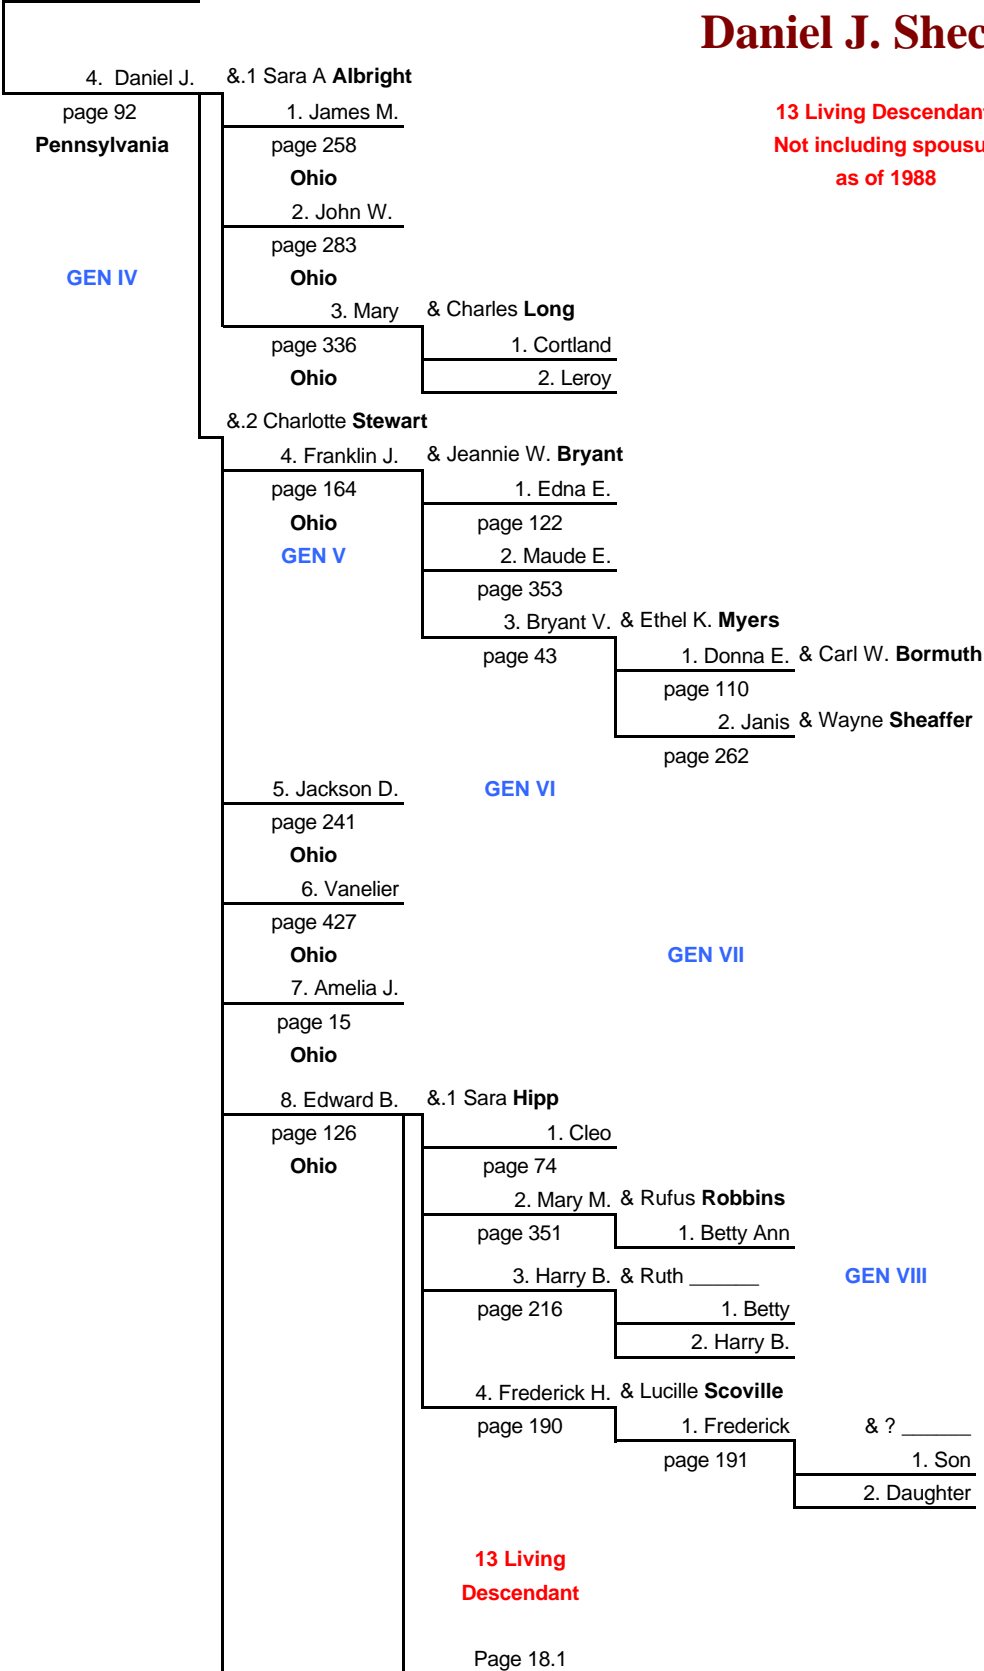 Daniel J. Shec
4. Daniel J. &.1 Sara A Albright
page 92 1. James M. 13 Living Descendant
Pennsylvania page 258 Not including spousu
Ohio as of 1988
2. John W.
page 283
GEN IV Ohio
3. Mary & Charles Long
page 336 1. Cortland
Ohio 2. Leroy
&.2 Charlotte Stewart
4. Franklin J. & Jeannie W. Bryant
page 164 1. Edna E.
Ohio page 122
GEN V 2. Maude E.
page 353
3. Bryant V. & Ethel K. Myers
page 43 1. Donna E. & Carl W. Bormuth
page 110
2. Janis & Wayne Sheaffer
page 262
5. Jackson D. GEN VI
page 241
Ohio
6. Vanelier
page 427
Ohio GEN VII
7. Amelia J.
page 15
Ohio
8. Edward B. &.1 Sara Hipp
page 126 1. Cleo
Ohio page 74
2. Mary M. & Rufus Robbins
page 351 1. Betty Ann
3. Harry B. & Ruth ______ GEN VIII
page 216 1. Betty
2. Harry B.
4. Frederick H. & Lucille Scoville
page 190 1. Frederick & ? ______
page 191 1. Son
2. Daughter
13 Living
Descendant
Page 18.1